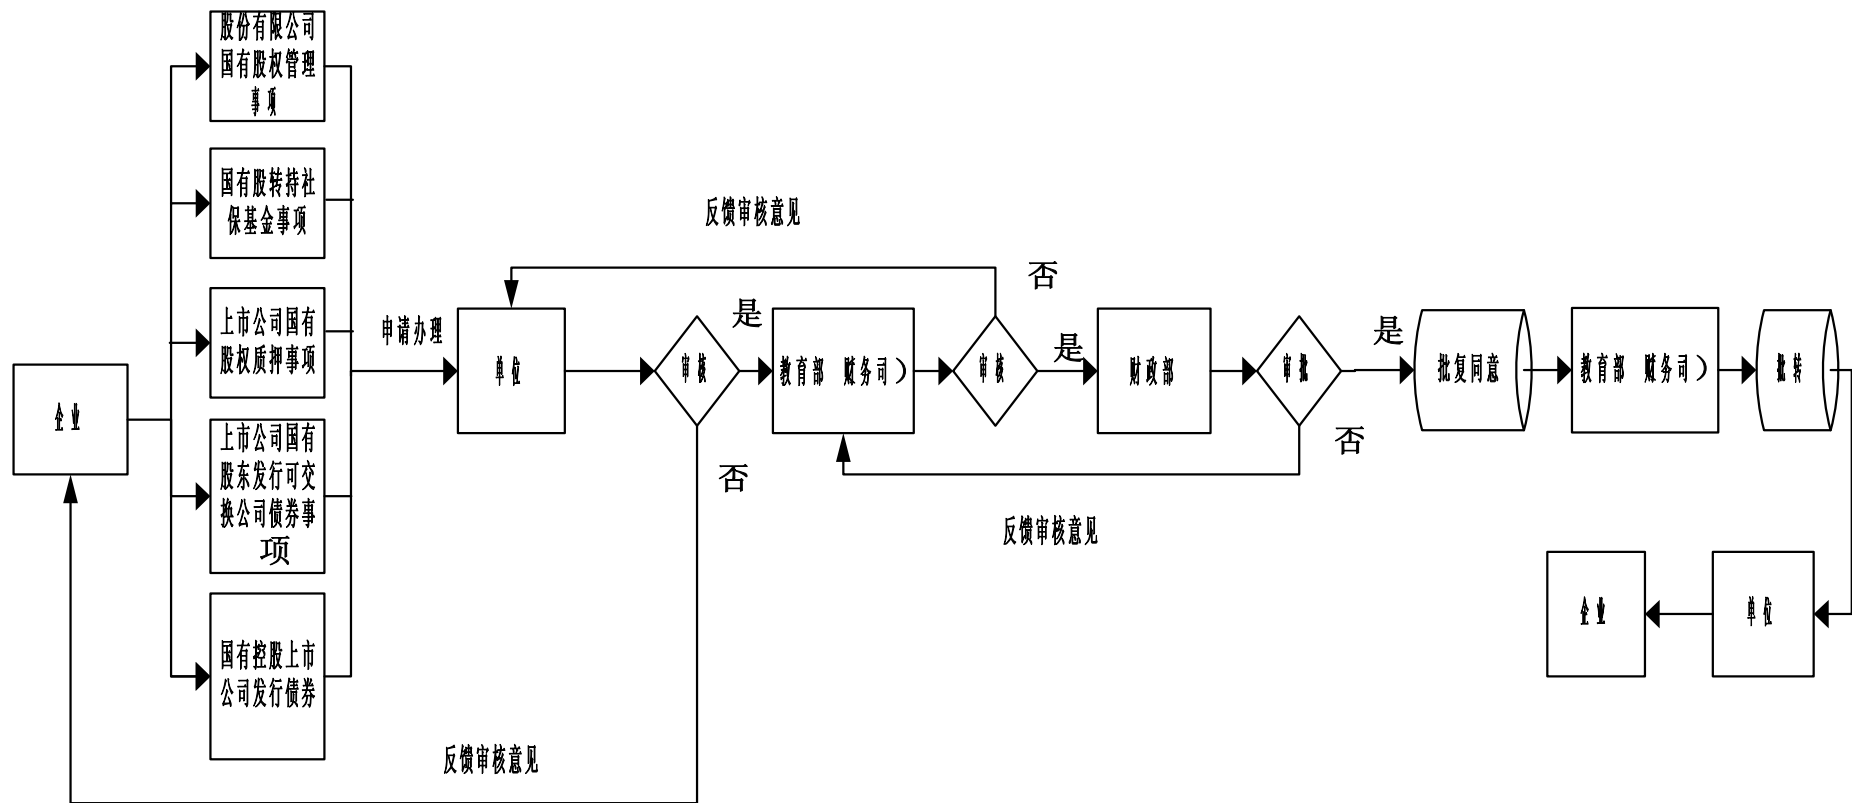 股份有限公司
国有股权管理
事项
国有股转持社
保基金事项
上市公司国有
股权质押事项
上市公司国有
股东发行可交
换公司债券事
项
国有控股上市
公司发行债券
企业
申请办理
单位
审核
是
否
反馈审核意见
教育部 财务司）
审核
是
否
反馈审核意见
财政部
审批
是
否
反馈审核意见
批复同意
教育部 财务司）
批转
单位
企业